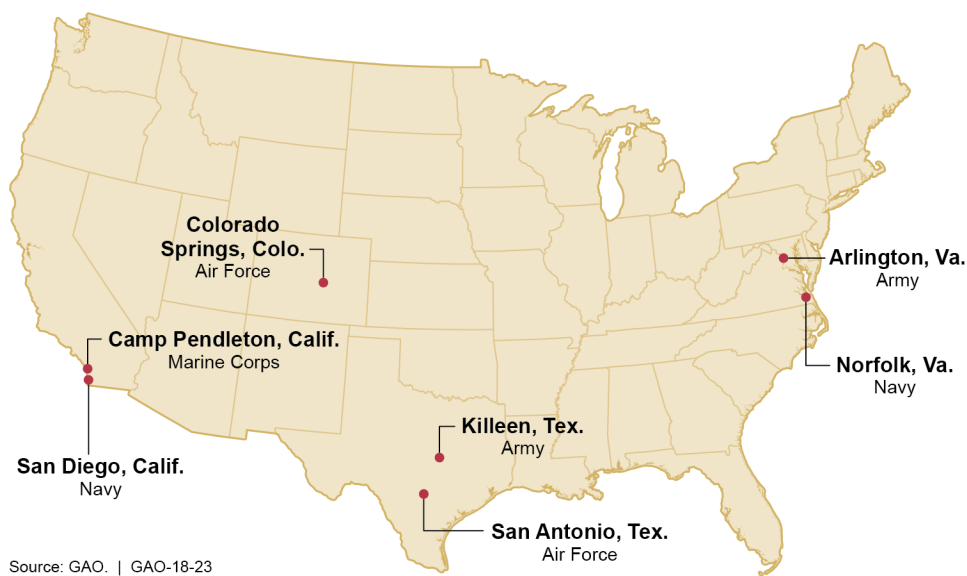 Colorado
Springs, Colo.
Air Force
Arlington, Va.
Army
Camp Pendleton, Calif.
Marine Corps
Norfolk, Va.
Navy
Killeen, Tex.
Army
San Diego, Calif.
Navy
San Antonio, Tex.
Air Force
Source: GAO. | GAO-18-23